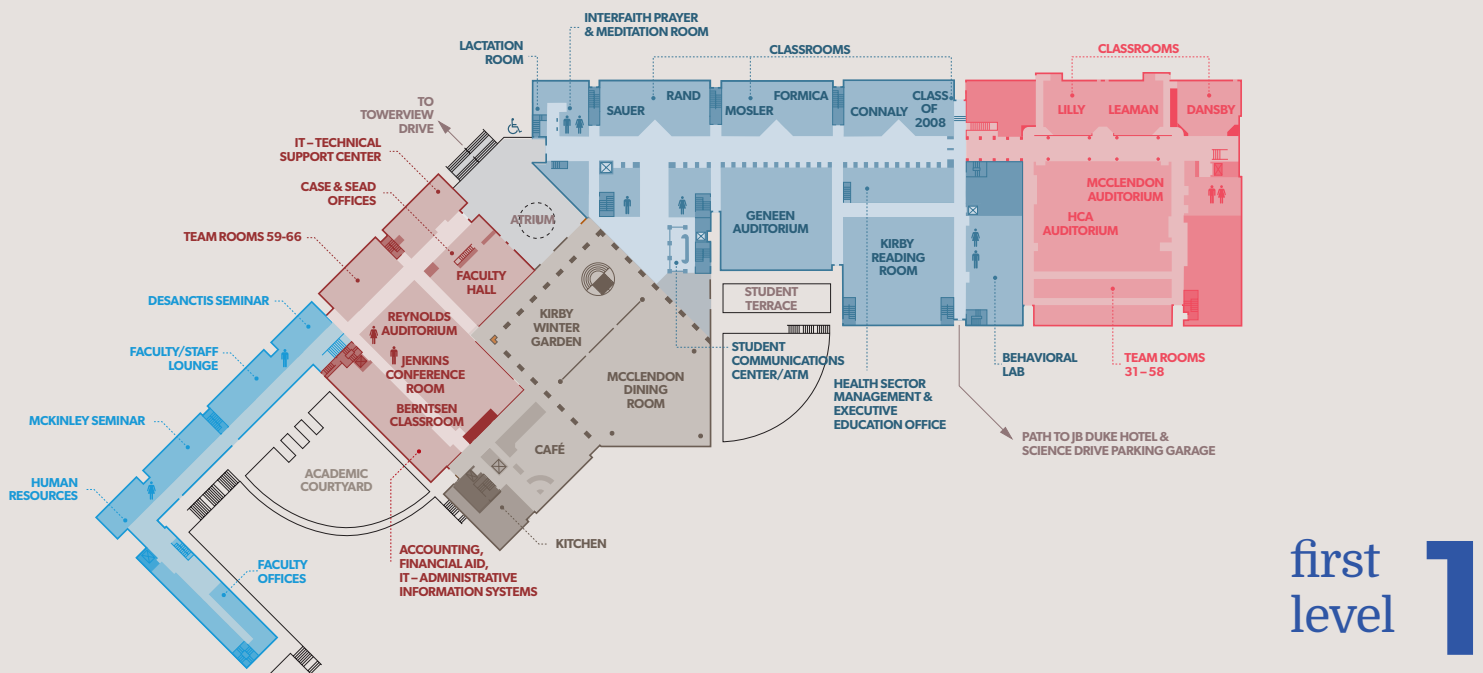 INTERFAITH PRAYER
& MEDITATION ROOM
LACTATION
ROOM
CLASSROOMS
CLASSROOMS
TO
TOWERVIEW
DRIVE
SAUER
RAND
MOSLER
FORMICA
CONNALY
CLASS
OF
2008
LILLY
LEAMAN
DANSBY
IT – TECHNICAL
SUPPORT CENTER
CASE & SEAD
OFFICES
ATRIUM
MCCLENDON
AUDITORIUM
HCA
AUDITORIUM
GENEEN
AUDITORIUM
KIRBY
READING
ROOM
TEAM ROOMS 59-66
FACULTY
HALL
DESANCTIS SEMINAR
REYNOLDS
AUDITORIUM
KIRBY
WINTER
GARDEN
STUDENT
TERRACE
FACULTY/STAFF
LOUNGE
JENKINS
CONFERENCE
ROOM
MCCLENDON
DINING
ROOM
STUDENT
COMMUNICATIONS
CENTER/ATM
HEALTH SECTOR
MANAGEMENT &
EXECUTIVE
EDUCATION OFFICE
BEHAVIORAL
LAB
TEAM ROOMS
31 – 58
MCKINLEY SEMINAR
BERNTSEN
CLASSROOM
CAFÉ
PATH TO JB DUKE HOTEL &
SCIENCE DRIVE PARKING GARAGE
ACADEMIC
COURTYARD
HUMAN
RESOURCES
KITCHEN
FACULTY
OFFICES
ACCOUNTING,
FINANCIAL AID,
IT – ADMINISTRATIVE
INFORMATION SYSTEMS
first
level
1